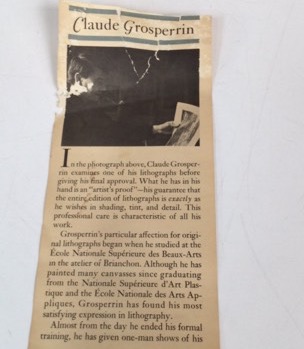 Claude Grosperrin
In the photograph above, Claude Grosper-
rin examines one of his lithographs before
giving his final approval. What he has in his
hand is an "artist's proof"—his guarantee that
the entire edition of lithographs is exactly as
he wishes in shading, tint, and detail. This
professional care is characteristic of all his
work.
Grosperrin's particular affection for origi-
nal lithographs began when he studied at the
École Nationale Supérieure des Beaux-Arts
in the atelier of Brianchon. Although he has
painted many canvases since graduating
from the Nationale Supérieure d'Art Plas-
tique and the École Nationale des Arts Ap-
pliques, Grosperrin has found his most
satisfying expression in lithography.
Almost from the day he ended his formal
training, he has given one-man shows of his